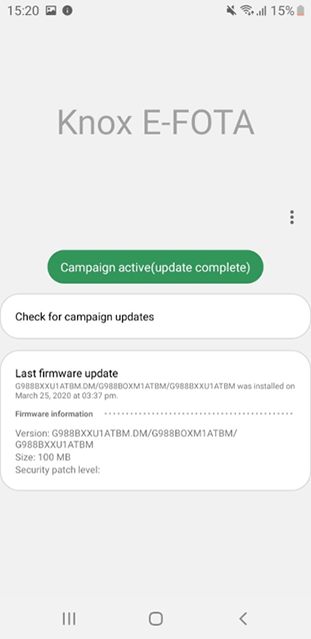 15:20
15%
Knox E-FOTA
Campaign active(update complete)
Check for campaign updates
Last firmware update
G988BXXU1ATBM.DM/G988BOXM1ATBM/G988BXXU1ATBM was installed on
March 25, 2020 at 03:37 pm.
Firmware information
Version: G988BXXU1ATBM.DM/G988BOXM1ATBM/
G988BXXU1ATBM
Size: 100 MB
Security patch level: